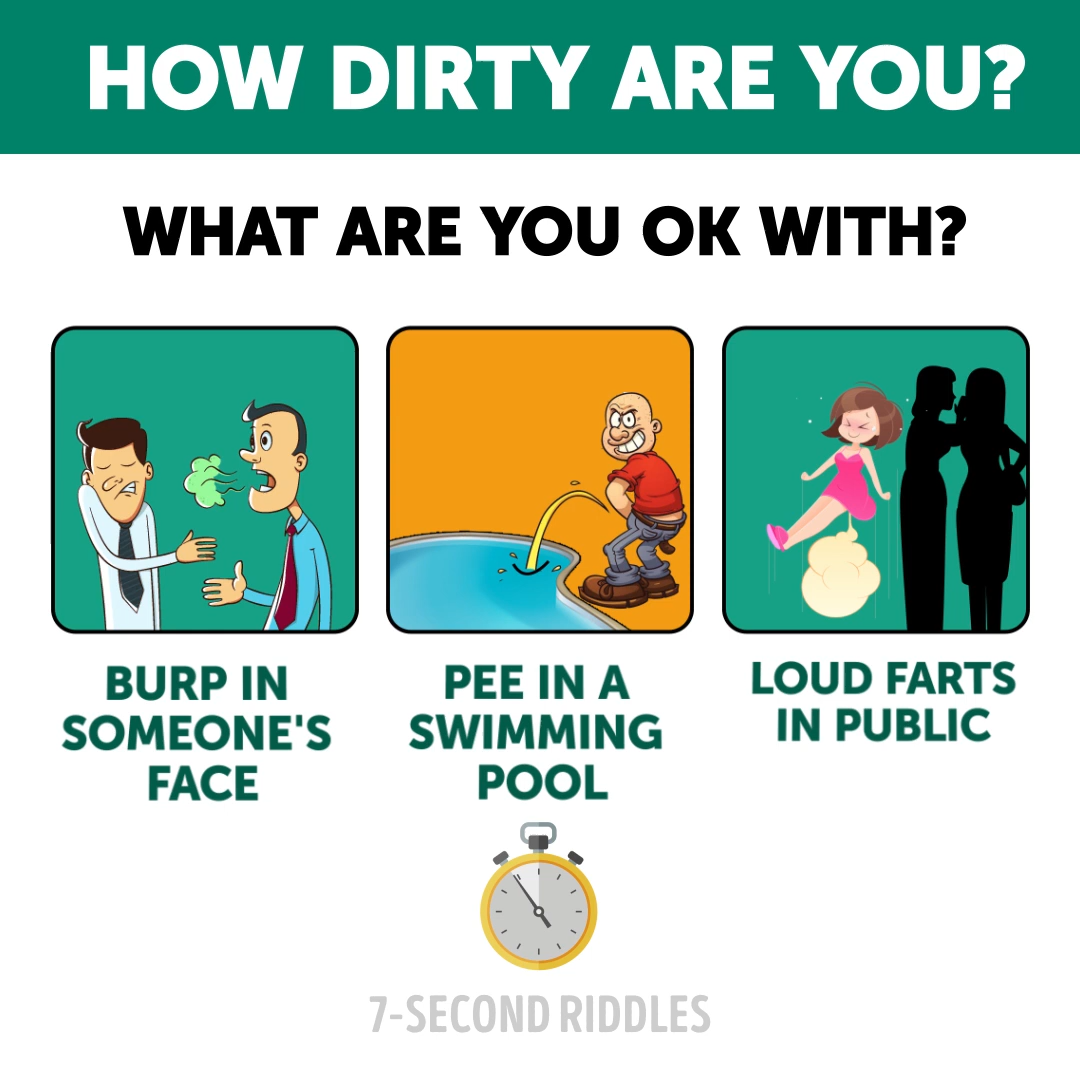 HOW DIRTY ARE YOU?
WHAT ARE YOU OK WITH?
BURP IN
SOMEONE'S
FACE
PEE IN A
SWIMMING
POOL
LOUD FARTS
IN PUBLIC
7-SECOND RIDDLES